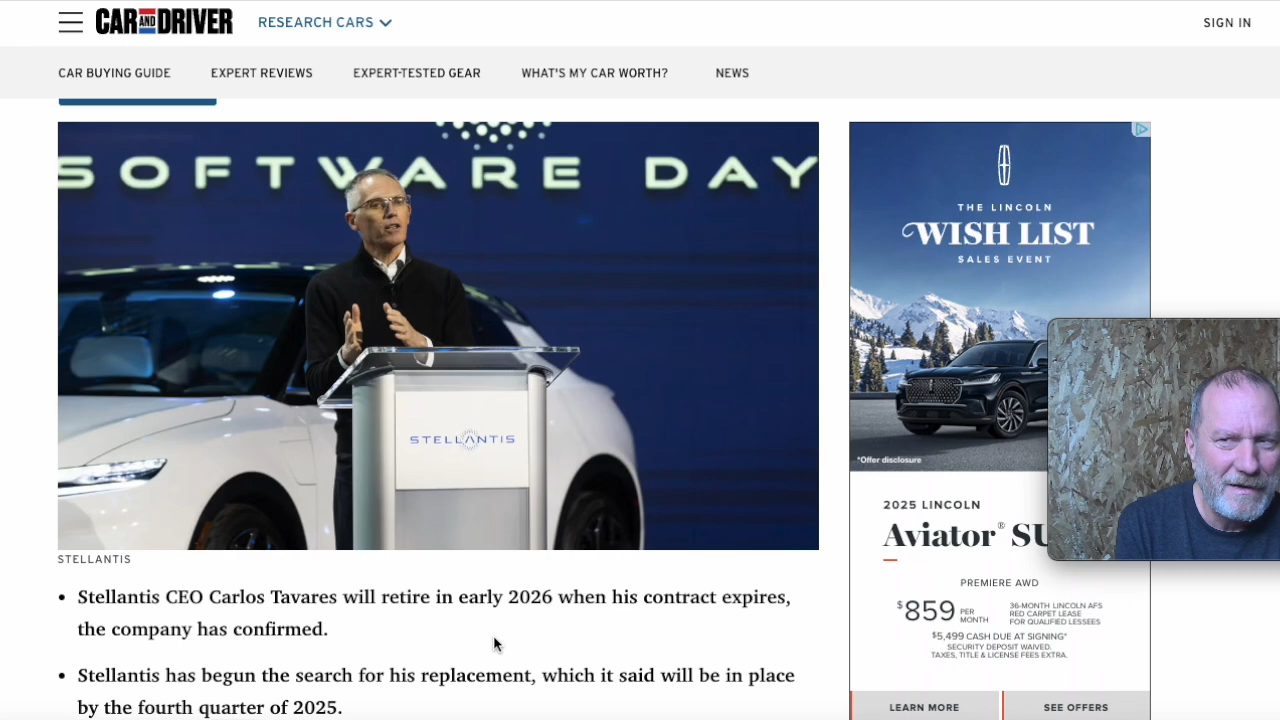 CAR AND DRIVER
RESEARCH CARS
SIGN IN
CAR BUYING GUIDE
EXPERT REVIEWS
EXPERT-TESTED GEAR
WHAT'S MY CAR WORTH?
NEWS
SOFTWARE DAY
STELLANTIS
STELLANTIS
• Stellantis CEO Carlos Tavares will retire in early 2026 when his contract expires,
the company has confirmed.
• Stellantis has begun the search for his replacement, which it said will be in place
by the fourth quarter of 2025.
THE LINCOLN
WISH LIST
SALES EVENT
*Offer disclosure
2025 LINCOLN
Aviator® SU
PREMIERE AWD
$859 PER MONTH
36-MONTH LINCOLN AFS
RED CARPET LEASE
FOR QUALIFIED LESSEES
$5,499 CASH DUE AT SIGNING*
SECURITY DEPOSIT WAIVED.
TAXES, TITLE & LICENSE FEES EXTRA.
LEARN MORE
SEE OFFERS